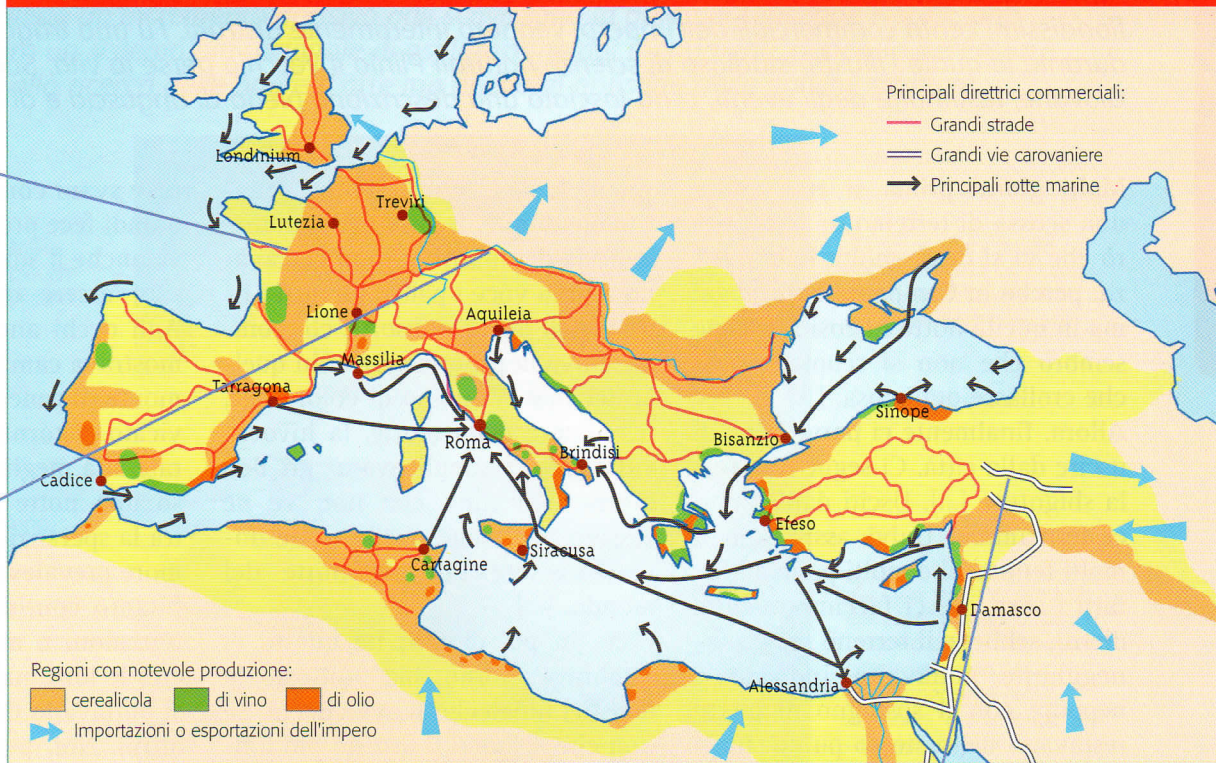 Principali direttrici commerciali:
Grandi strade
Grandi vie carovaniere
Principali rotte marine
Londinium
Lutezia
Treviri
Lione
Aquileia
Massilia
Tarragona
Roma
Brindisi
Bisanzio
Sinope
Cadice
Efeso
Cartagine
Siracusa
Damasco
Alessandria
Regioni con notevole produzione:
cerealicola
di vino
di olio
Importazioni o esportazioni dell'impero